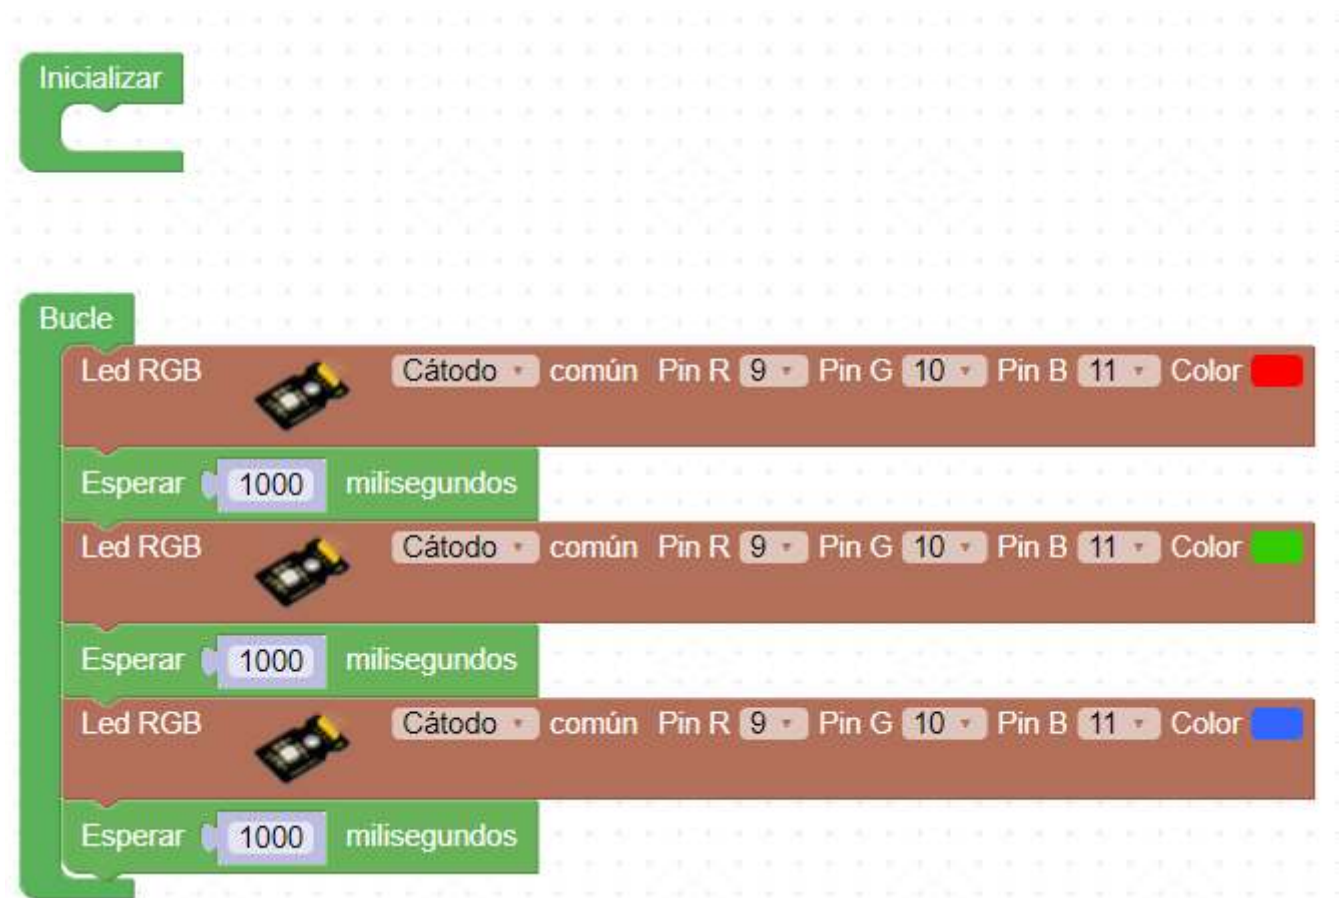 Inicializar
Bucle
Led RGB Cátodo común Pin R 9 Pin G 10 Pin B 11 Color
Esperar 1000 milisegundos
Led RGB Cátodo común Pin R 9 Pin G 10 Pin B 11 Color
Esperar 1000 milisegundos
Led RGB Cátodo común Pin R 9 Pin G 10 Pin B 11 Color
Esperar 1000 milisegundos